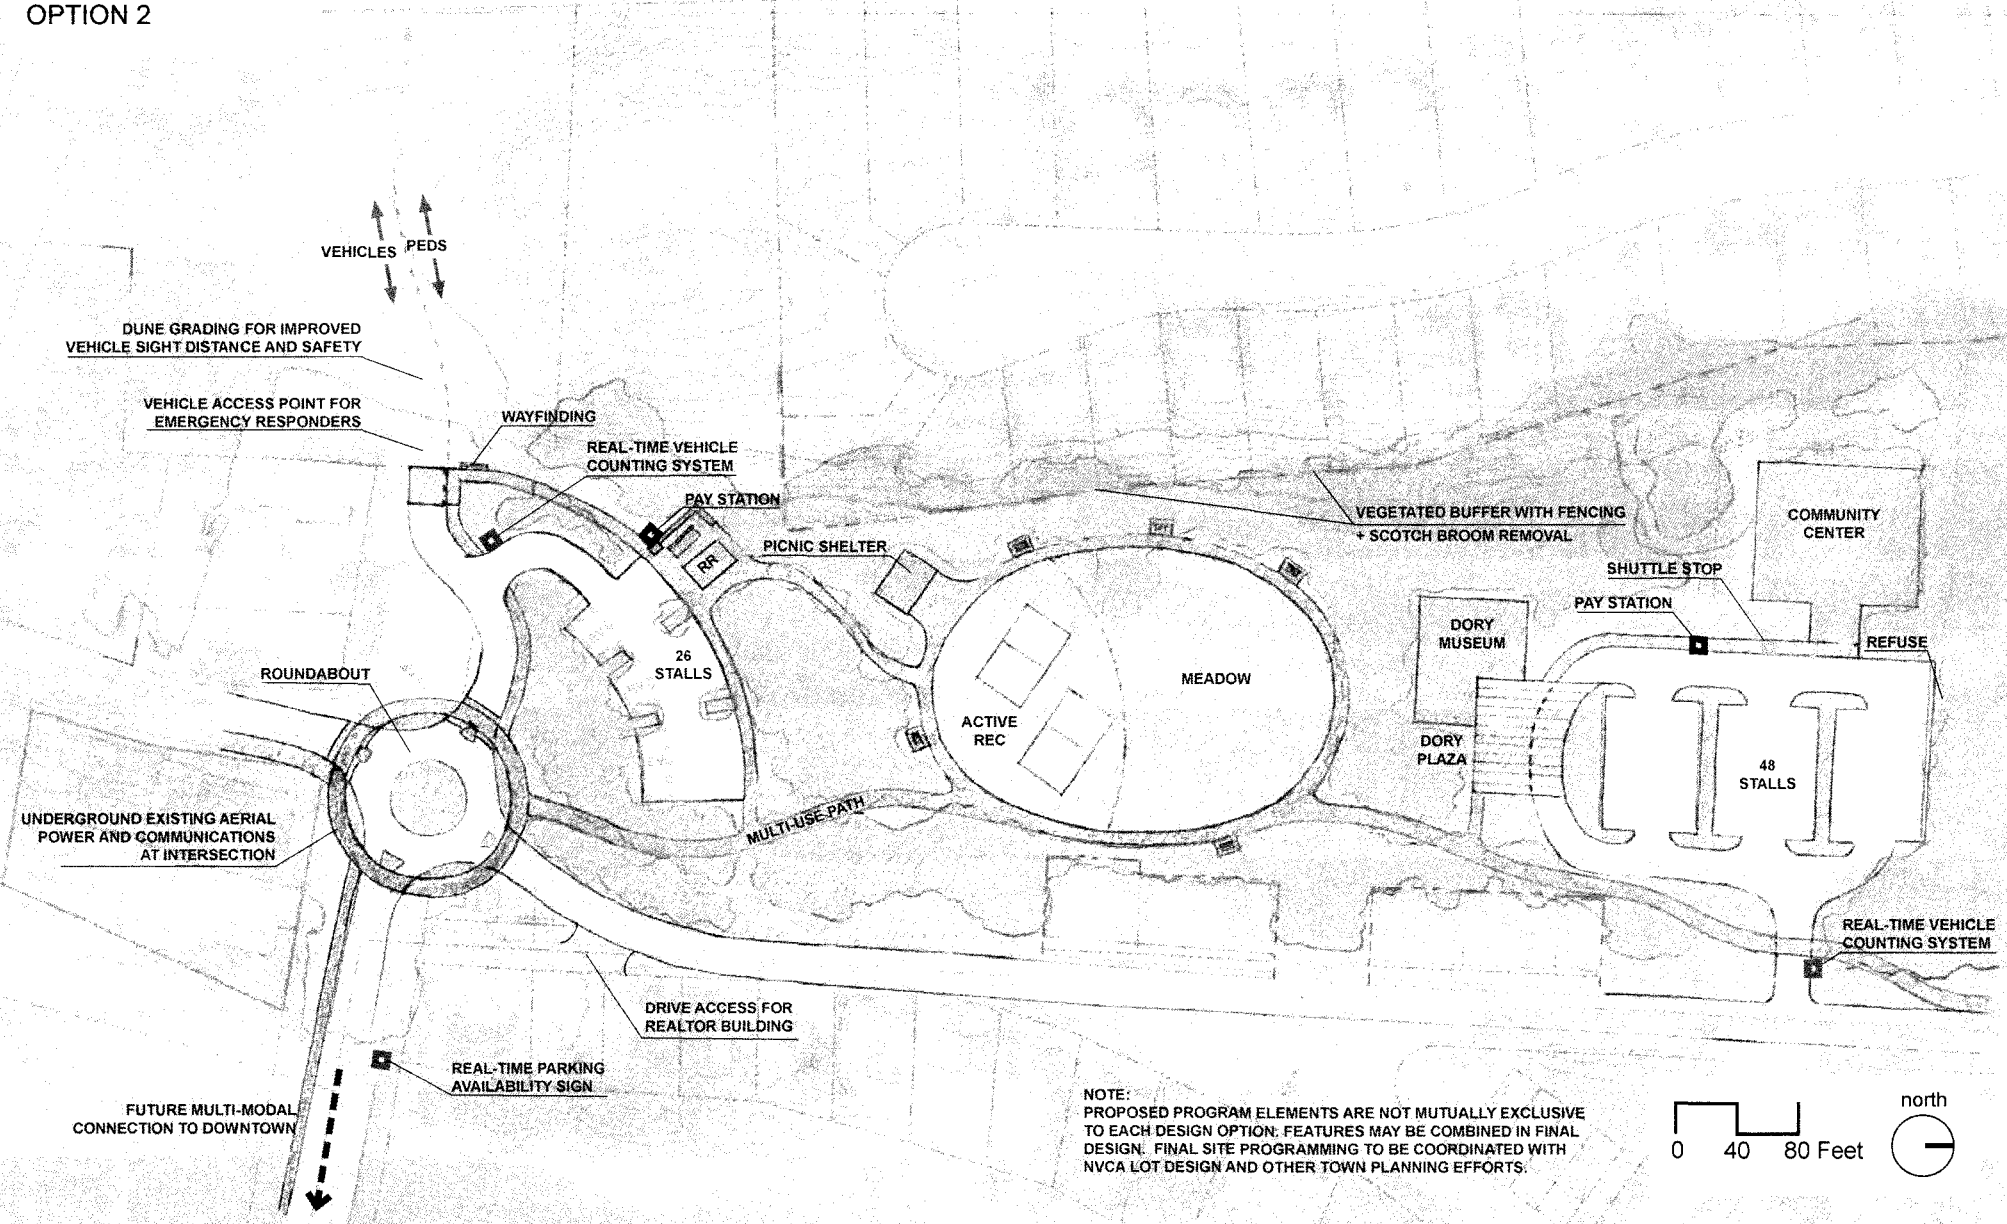 OPTION 2
VEHICLES
PEDS
DUNE GRADING FOR IMPROVED
VEHICLE SIGHT DISTANCE AND SAFETY
VEHICLE ACCESS POINT FOR
EMERGENCY RESPONDERS
WAYFINDING
REAL-TIME VEHICLE
COUNTING SYSTEM
PAY STATION
RR
PICNIC SHELTER
VEGETATED BUFFER WITH FENCING
+ SCOTCH BROOM REMOVAL
COMMUNITY
CENTER
SHUTTLE STOP
PAY STATION
REFUSE
DORY
MUSEUM
26
STALLS
ROUNDABOUT
MEADOW
ACTIVE
REC
DORY
PLAZA
48
STALLS
MULTI-USE PATH
UNDERGROUND EXISTING AERIAL
POWER AND COMMUNICATIONS
AT INTERSECTION
REAL-TIME VEHICLE
COUNTING SYSTEM
DRIVE ACCESS FOR
REALTOR BUILDING
REAL-TIME PARKING
AVAILABILITY SIGN
FUTURE MULTI-MODAL
CONNECTION TO DOWNTOWN
NOTE:
PROPOSED PROGRAM ELEMENTS ARE NOT MUTUALLY EXCLUSIVE
TO EACH DESIGN OPTION; FEATURES MAY BE COMBINED IN FINAL
DESIGN.  FINAL SITE PROGRAMMING TO BE COORDINATED WITH
NVCA LOT DESIGN AND OTHER TOWN PLANNING EFFORTS.
0 40 80 Feet
north